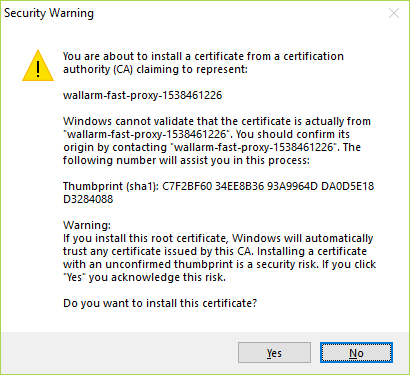 Security Warning
You are about to install a certificate from a certification
authority (CA) claiming to represent:
wallarm-fast-proxy-1538461226
Windows cannot validate that the certificate is actually from
"wallarm-fast-proxy-1538461226". You should confirm its
origin by contacting "wallarm-fast-proxy-1538461226". The
following number will assist you in this process:
Thumbprint (sha1): C7F2BF60 34EE8B36 93A9964D DA0D5E18
D3284088
Warning:
If you install this root certificate, Windows will automatically
trust any certificate issued by this CA. Installing a certificate
with an unconfirmed thumbprint is a security risk. If you click
"Yes" you acknowledge this risk.
Do you want to install this certificate?
Yes No